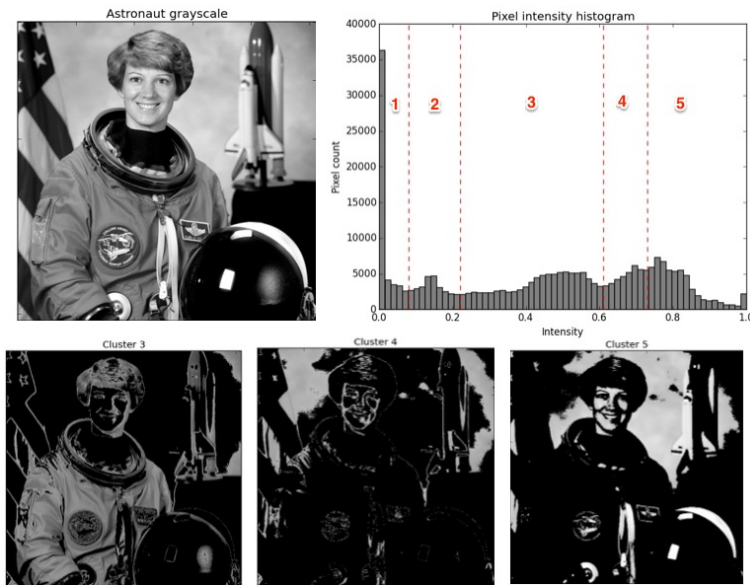 Astronaut grayscale
Pixel intensity histogram
40000
35000
30000
25000
20000
15000
10000
5000
0
Pixel count
1
2
3
4
5
0.0
0.2
0.4
0.6
0.8
1.0
Intensity
Cluster 3
Cluster 4
Cluster 5